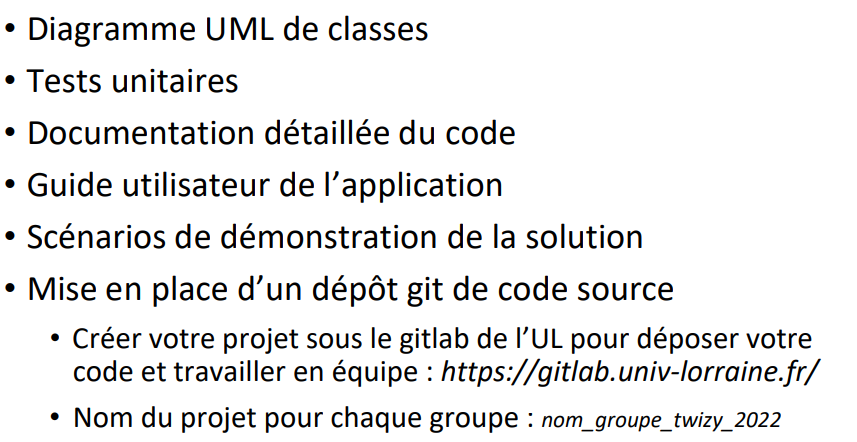 • Diagramme UML de classes
• Tests unitaires
• Documentation détaillée du code
• Guide utilisateur de l’application
• Scénarios de démonstration de la solution
• Mise en place d’un dépôt git de code source
• Créer votre projet sous le gitlab de l’UL pour déposer votre
code et travailler en équipe : https://gitlab.univ-lorraine.fr/
• Nom du projet pour chaque groupe : nom_groupe_twizy_2022